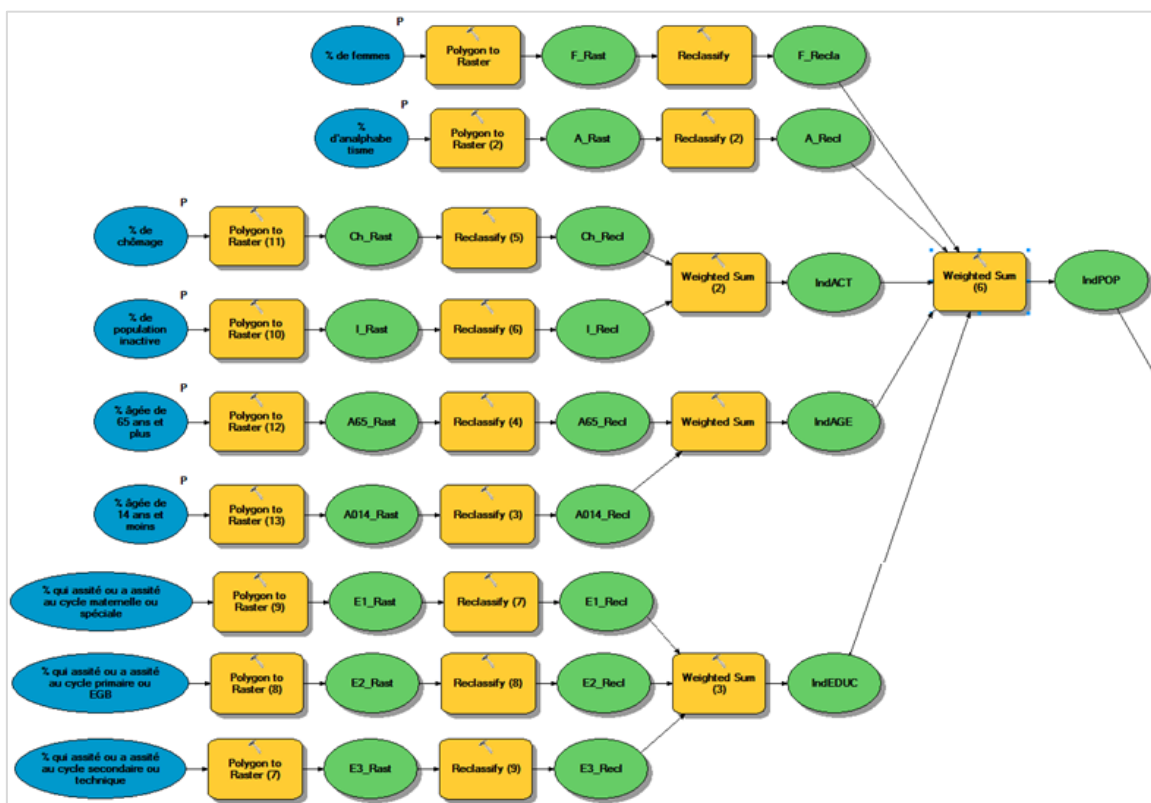 P
% de femmes
Polygon to
Raster
F_Rast
Reclassify
F_Recla
P
%
d'analphabe
tisme
Polygon to
Raster (2)
A_Rast
Reclassify (2)
A_Recl
P
% de
chômage
Polygon to
Raster (11)
Ch_Rast
Reclassify (5)
Ch_Recl
Weighted Sum
(2)
IndACT
Weighted Sum
(6)
IndPOP
P
% de
population
inactive
Polygon to
Raster (10)
I_Rast
Reclassify (6)
I_Recl
P
% âgée de
65 ans et
plus
Polygon to
Raster (12)
A65_Rast
Reclassify (4)
A65_Recl
Weighted Sum
IndAGE
P
% âgée de
14 ans et
moins
Polygon to
Raster (13)
A014_Rast
Reclassify (3)
A014_Recl
% qui assité ou a assité
au cycle maternelle ou
spéciale
Polygon to
Raster (9)
E1_Rast
Reclassify (7)
E1_Recl
% qui assité ou a assité
au cycle primaire ou
EGB
Polygon to
Raster (8)
E2_Rast
Reclassify (8)
E2_Recl
Weighted Sum
(3)
IndEDUC
% qui assité ou a assité
au cycle secondaire ou
technique
Polygon to
Raster (7)
E3_Rast
Reclassify (9)
E3_Recl